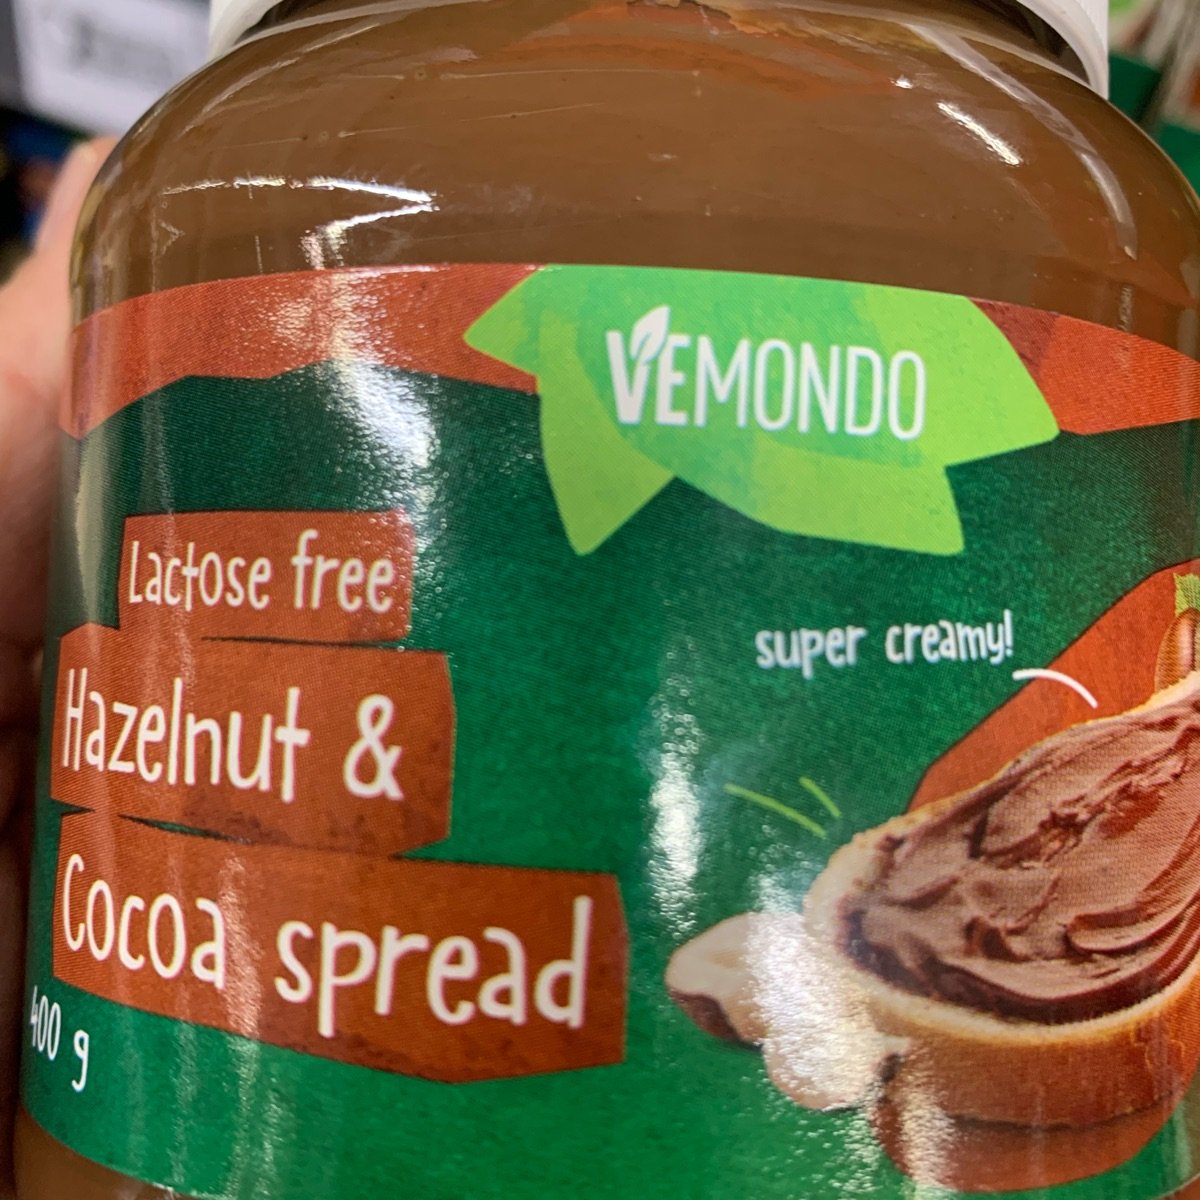 VEMONDO
Lactose free
super creamy!
Hazelnut &
Cocoa spread
400 g